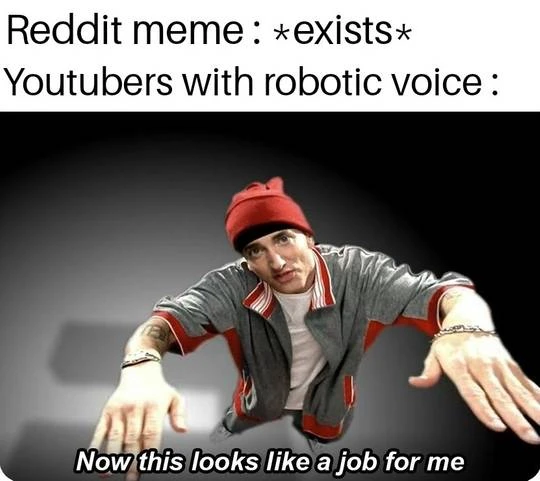 Reddit meme : *exists*
Youtubers with robotic voice :
Now this looks like a job for me